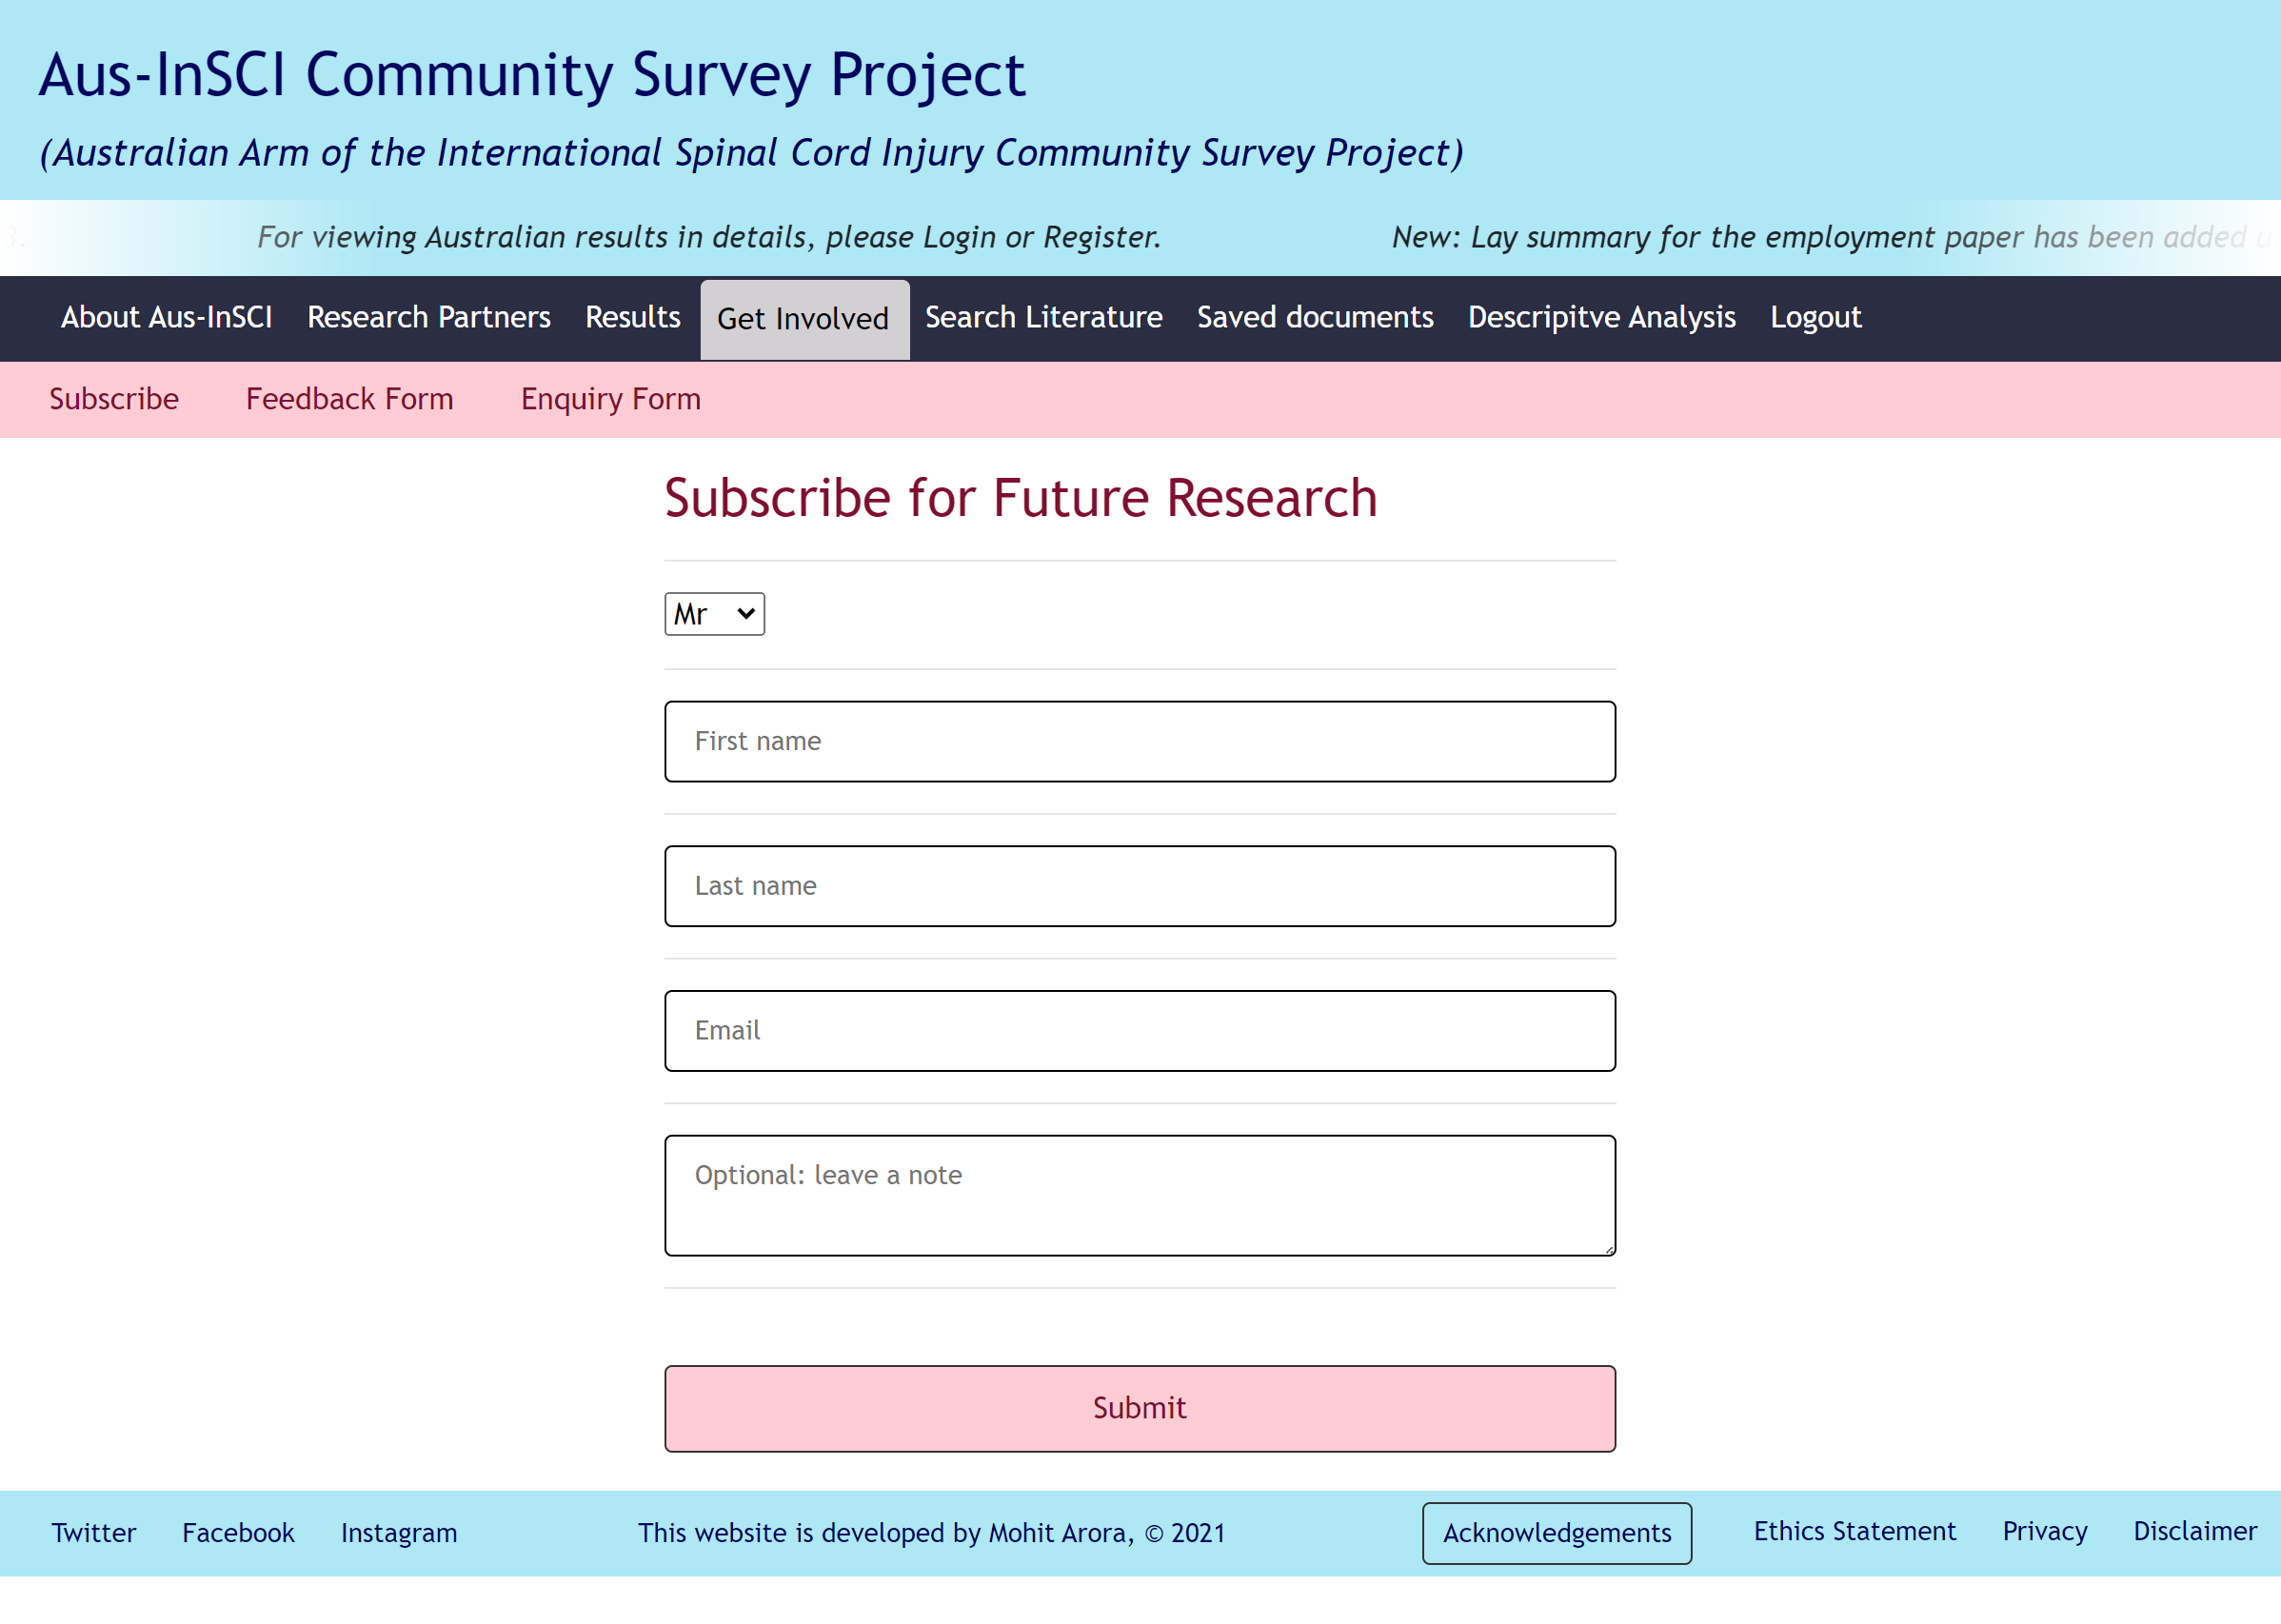 Aus-InSCI Community Survey Project
(Australian Arm of the International Spinal Cord Injury Community Survey Project)
3. For viewing Australian results in details, please Login or Register. New: Lay summary for the employment paper has been added
About Aus-InSCI Research Partners Results Get Involved Search Literature Saved documents Descripitve Analysis Logout
Subscribe Feedback Form Enquiry Form
Subscribe for Future Research
Mr
First name
Last name
Email
Optional: leave a note
Submit
Twitter Facebook Instagram This website is developed by Mohit Arora, © 2021 Acknowledgements Ethics Statement Privacy Disclaimer